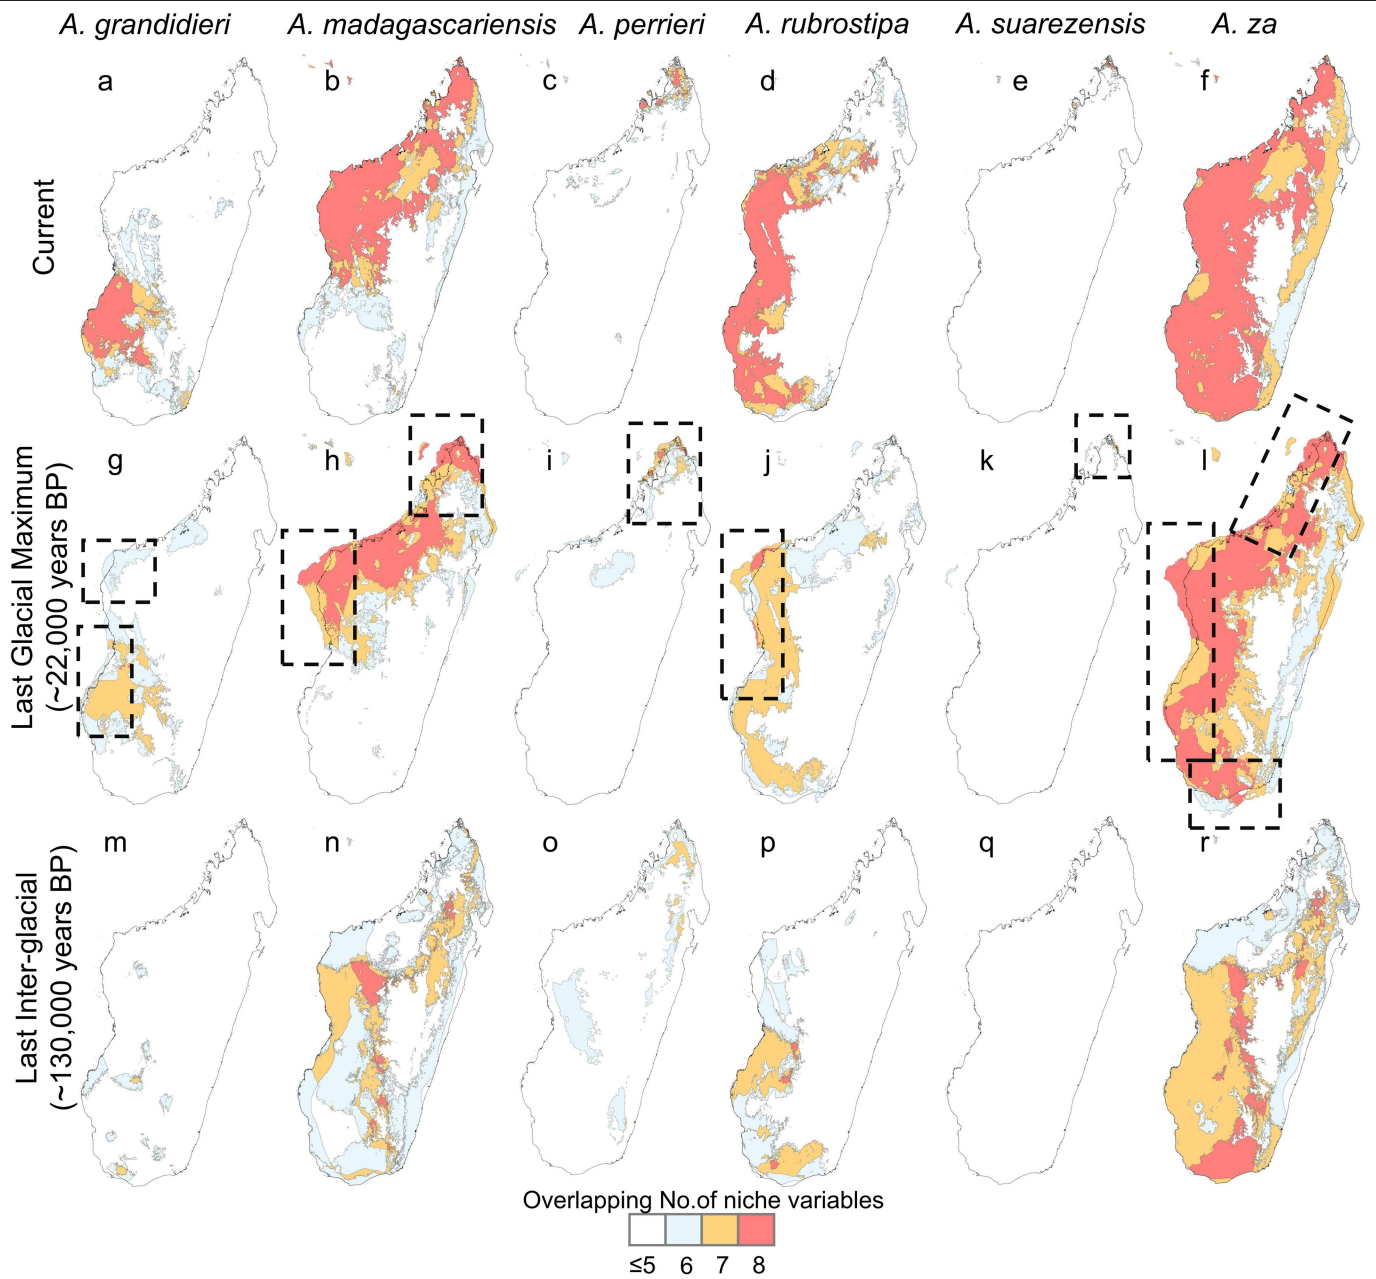 A. grandidieri A. madagascariensis A. perrieri A. rubrostipa A. suarezensis A. za
a b c d e f
Current
g h i j k l
Last Glacial Maximum
(~22,000 years BP)
m n o p q r
Last Inter-glacial
(~130,000 years BP)
Overlapping No.of niche variables
≤5 6 7 8